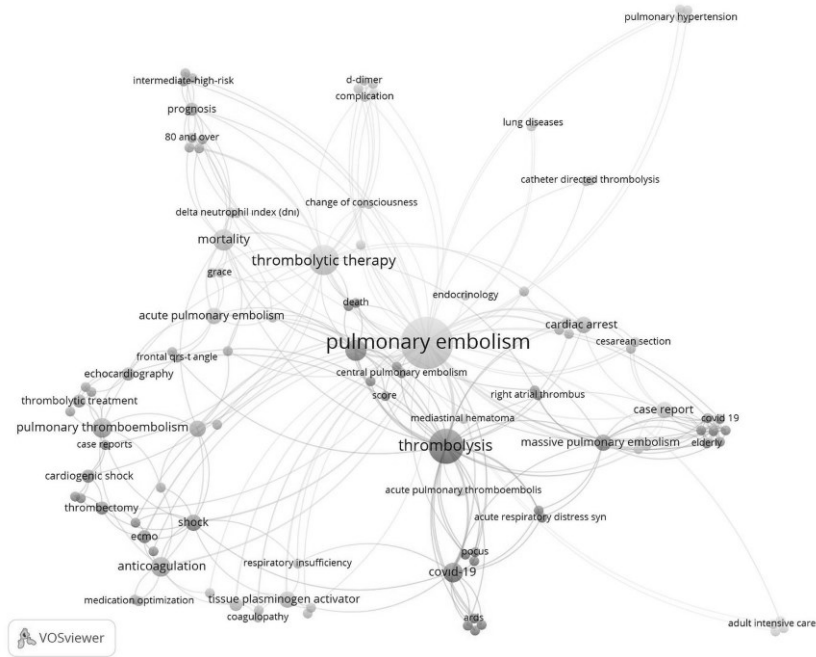 pulmonary hypertension
intermediate-high-risk
d-dimer
complication
prognosis
lung diseases
80 and over
catheter directed thrombolysis
change of consciousness
delta neutrophil index (dnı)
mortality
thrombolytic therapy
grace
endocrinology
death
acute pulmonary embolism
cardiac arrest
pulmonary embolism
cesarean section
frontal qrs-t angle
echocardiography
central pulmonary embolism
score
right atrial thrombus
thrombolytic treatment
case report
mediastinal hematoma
covid 19
pulmonary thromboembolism
case reports
thrombolysis
massive pulmonary embolism
elderly
cardiogenic shock
acute pulmonary thromboembolis
thrombectomy
shock
acute respiratory distress syn
ecmo
pocus
anticoagulation
respiratory insufficiency
covid-19
medication optimization
tissue plasminogen activator
coagulopathy
ards
adult intensive care
VOSviewer